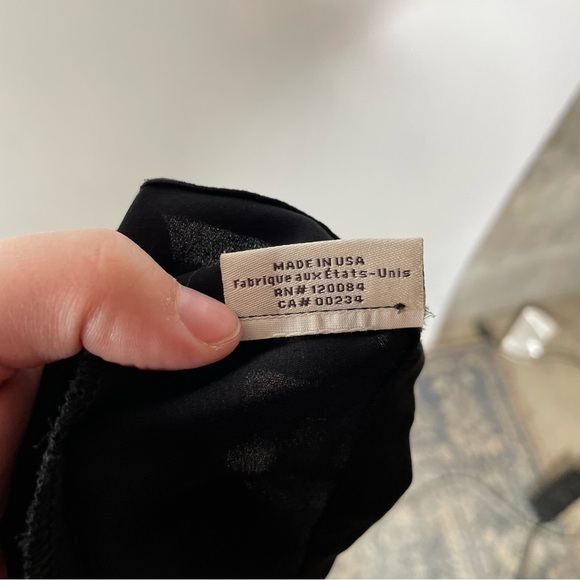 MADE IN USA
Fabrique aux États-Unis
RN# 120084
CA# 00234